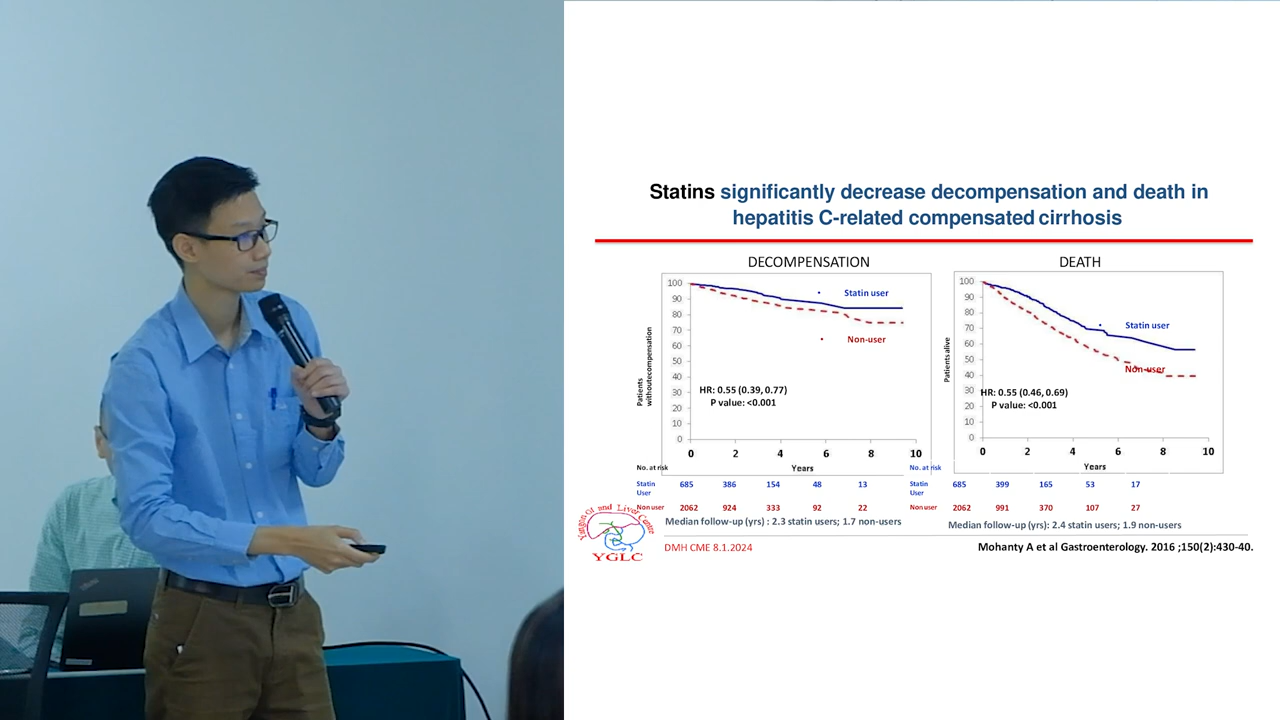 Statins significantly decrease decompensation and death in
hepatitis C-related compensated cirrhosis
DECOMPENSATION
100
90
80
70
60
50
40
30
20
10
0
Patients
withoutecompensation
Statin user
Non-user
HR: 0.55 (0.39, 0.77)
P value: <0.001
0 2 4 6 8 10
Years
No. at risk
Statin
User
685 386 154 48 13
Non user 2062 924 333 92 22
Median follow-up (yrs) : 2.3 statin users; 1.7 non-users
DEATH
100
90
80
70
60
50
40
30
20
10
0
Patients alive
Statin user
Non-user
HR: 0.55 (0.46, 0.69)
P value: <0.001
0 2 4 6 8 10
Years
No. at risk
Statin
User
685 399 165 53 17
Non user 2062 991 370 107 27
Median follow-up (yrs): 2.4 statin users; 1.9 non-users
Yangon GI and Liver Centre
YGLC
DMH CME 8.1.2024
Mohanty A et al Gastroenterology. 2016 ;150(2):430-40.